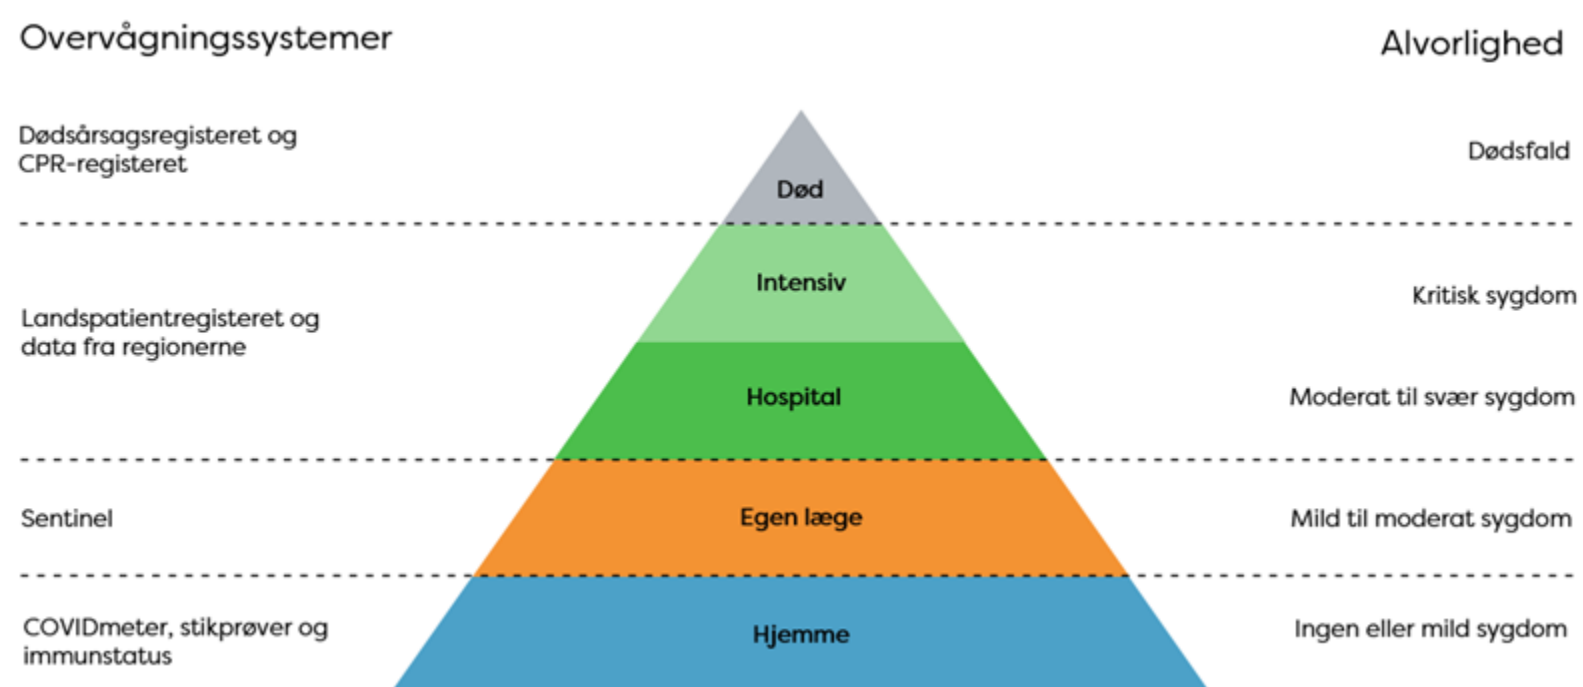 Overvågningssystemer
Alvorlighed
Dødsårsagsregisteret og
CPR-registeret
Død
Dødsfald
Landspatientregisteret og
data fra regionerne
Intensiv
Kritisk sygdom
Hospital
Moderat til svær sygdom
Sentinel
Egen læge
Mild til moderat sygdom
COVIDmeter, stikprøver og
immunstatus
Hjemme
Ingen eller mild sygdom